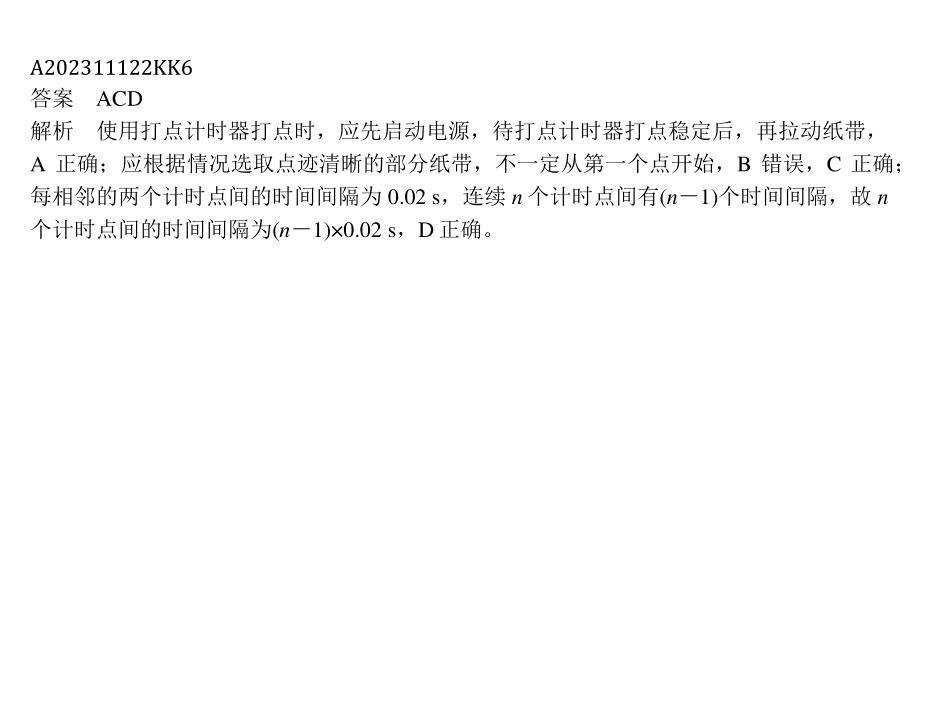 A202311122KK6
答案　ACD
解析　使用打点计时器打点时，应先启动电源，待打点计时器打点稳定后，再拉动纸带，
A 正确；应根据情况选取点迹清晰的部分纸带，不一定从第一个点开始，B 错误，C 正确；
每相邻的两个计时点间的时间间隔为 0.02 s，连续 n 个计时点间有(n－1)个时间间隔，故 n
个计时点间的时间间隔为(n－1)×0.02 s，D 正确。